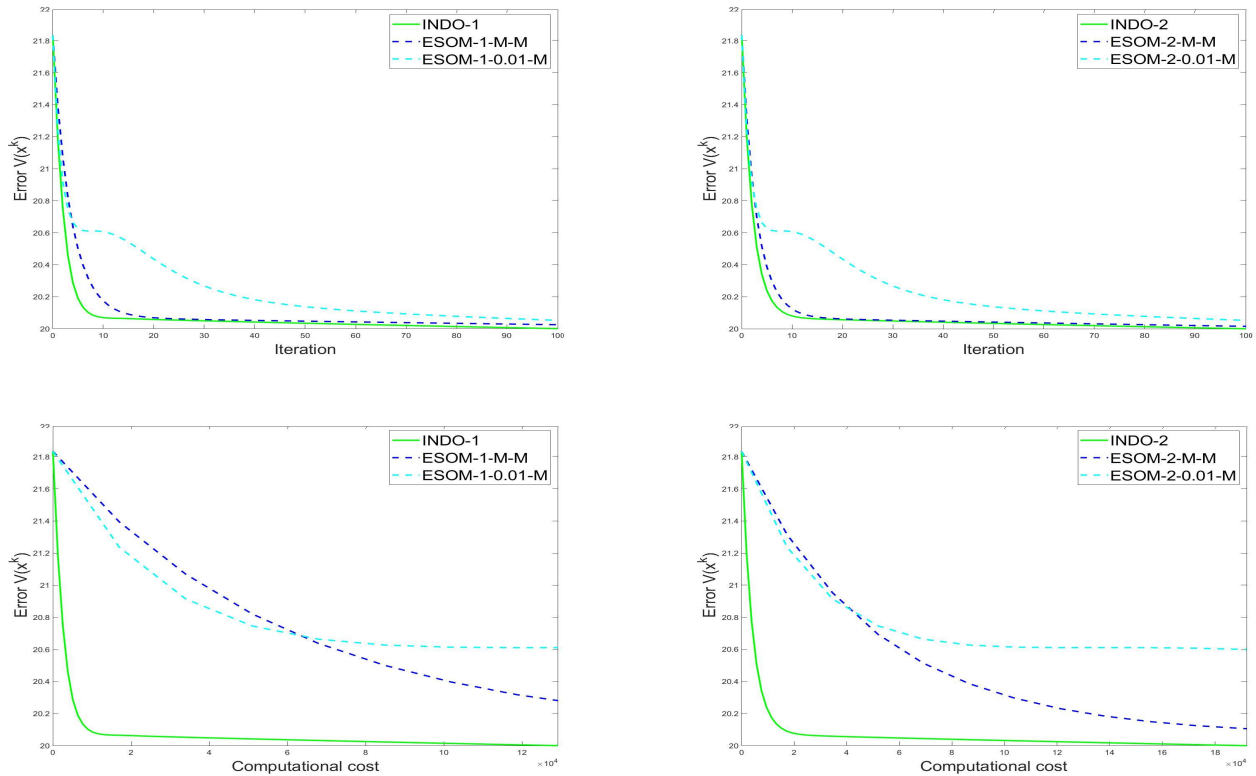 22
21.8
21.6
21.4
21.2
21
20.8
20.6
20.4
20.2
20
Error V(x^k)
0 10 20 30 40 50 60 70 80 90 100
Iteration
INDO-1
ESOM-1-M-M
ESOM-1-0.01-M
22
21.8
21.6
21.4
21.2
21
20.8
20.6
20.4
20.2
20
Error V(x^k)
0 10 20 30 40 50 60 70 80 90 100
Iteration
INDO-2
ESOM-2-M-M
ESOM-2-0.01-M
22
21.8
21.6
21.4
21.2
21
20.8
20.6
20.4
20.2
20
Error V(x^k)
0 2 4 6 8 10 12
×10^4
Computational cost
INDO-1
ESOM-1-M-M
ESOM-1-0.01-M
22
21.8
21.6
21.4
21.2
21
20.8
20.6
20.4
20.2
20
Error V(x^k)
0 2 4 6 8 10 12 14 16 18
×10^4
Computational cost
INDO-2
ESOM-2-M-M
ESOM-2-0.01-M